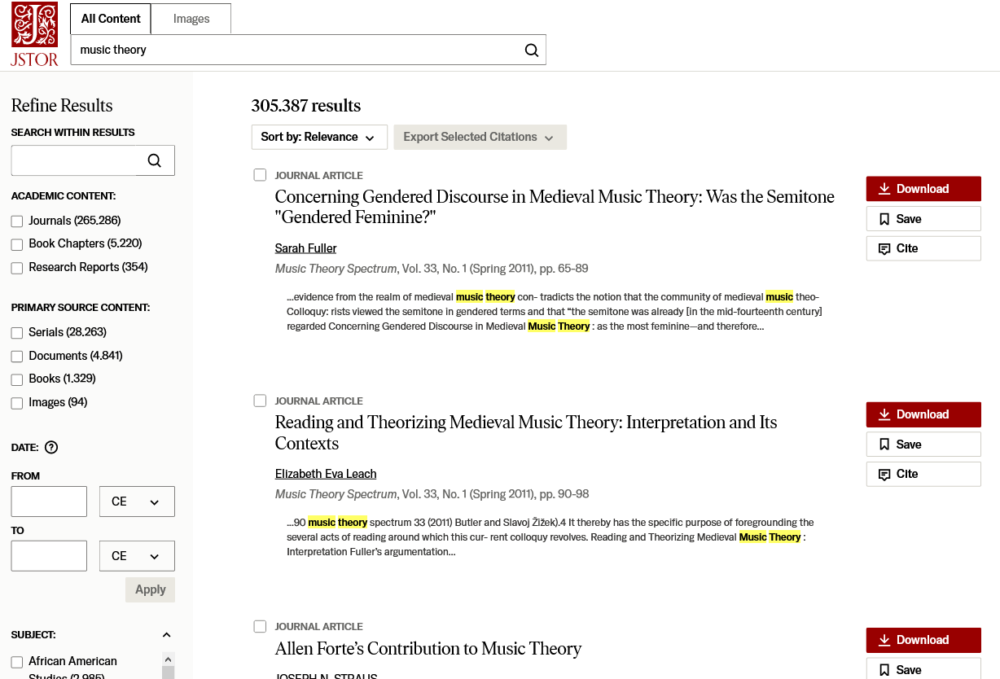 All Content
Images
JSTOR
music theory
Refine Results
SEARCH WITHIN RESULTS
ACADEMIC CONTENT:
Journals (265.286)
Book Chapters (5.220)
Research Reports (354)
PRIMARY SOURCE CONTENT:
Serials (28.263)
Documents (4.841)
Books (1.329)
Images (94)
DATE: ?
FROM
CE
TO
CE
Apply
SUBJECT:
African American
Studies (2.985)
305.387 results
Sort by: Relevance
Export Selected Citations
JOURNAL ARTICLE
Concerning Gendered Discourse in Medieval Music Theory: Was the Semitone
"Gendered Feminine?"
Sarah Fuller
Music Theory Spectrum, Vol. 33, No. 1 (Spring 2011), pp. 65-89
...evidence from the realm of medieval music theory con- tradicts the notion that the community of medieval music theo-
Colloquy: rists viewed the semitone in gendered terms and that “the semitone was already [in the mid-fourteenth century]
regarded Concerning Gendered Discourse in Medieval Music Theory : as the most feminine—and therefore...
Download
Save
Cite
JOURNAL ARTICLE
Reading and Theorizing Medieval Music Theory: Interpretation and Its
Contexts
Elizabeth Eva Leach
Music Theory Spectrum, Vol. 33, No. 1 (Spring 2011), pp. 90-98
...90 music theory spectrum 33 (2011) Butler and Slavoj Žižek).4 It thereby has the specific purpose of foregrounding the
several acts of reading around which this cur- rent colloquy revolves. Reading and Theorizing Medieval Music Theory :
Interpretation Fuller’s argumentation...
Download
Save
Cite
JOURNAL ARTICLE
Allen Forte’s Contribution to Music Theory
JOSEPH N. STRAUS
Download
Save